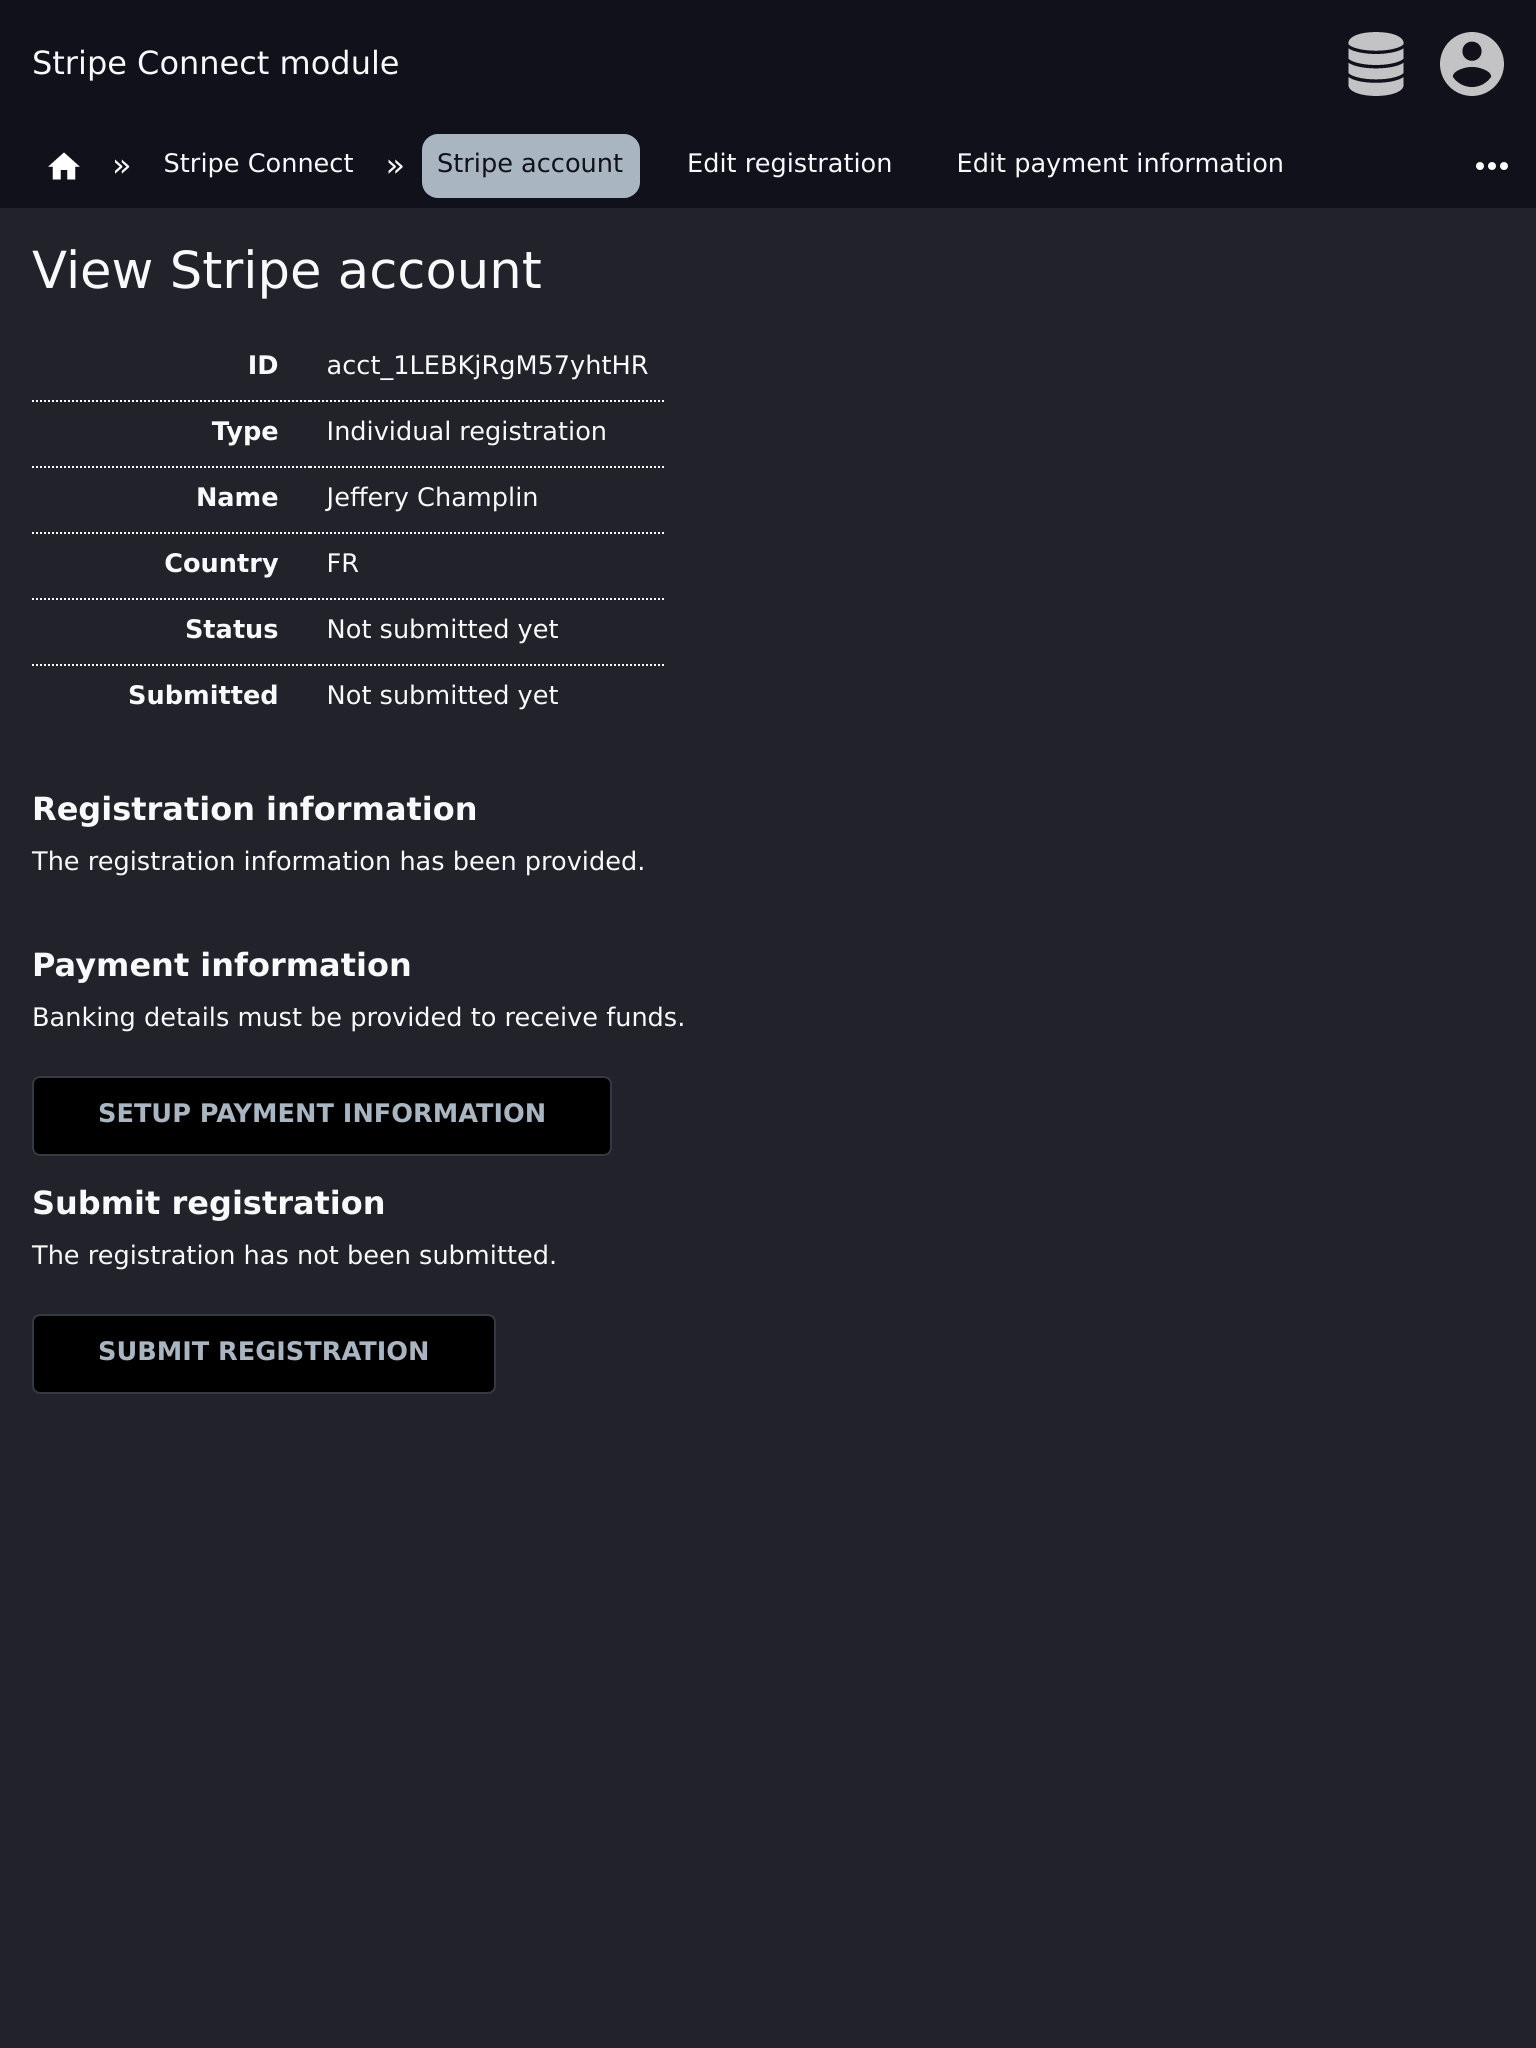 Stripe Connect module
» Stripe Connect » Stripe account Edit registration Edit payment information •••
View Stripe account
ID acct_1LEBKjRgM57yhtHR
Type Individual registration
Name Jeffery Champlin
Country FR
Status Not submitted yet
Submitted Not submitted yet
Registration information
The registration information has been provided.
Payment information
Banking details must be provided to receive funds.
SETUP PAYMENT INFORMATION
Submit registration
The registration has not been submitted.
SUBMIT REGISTRATION